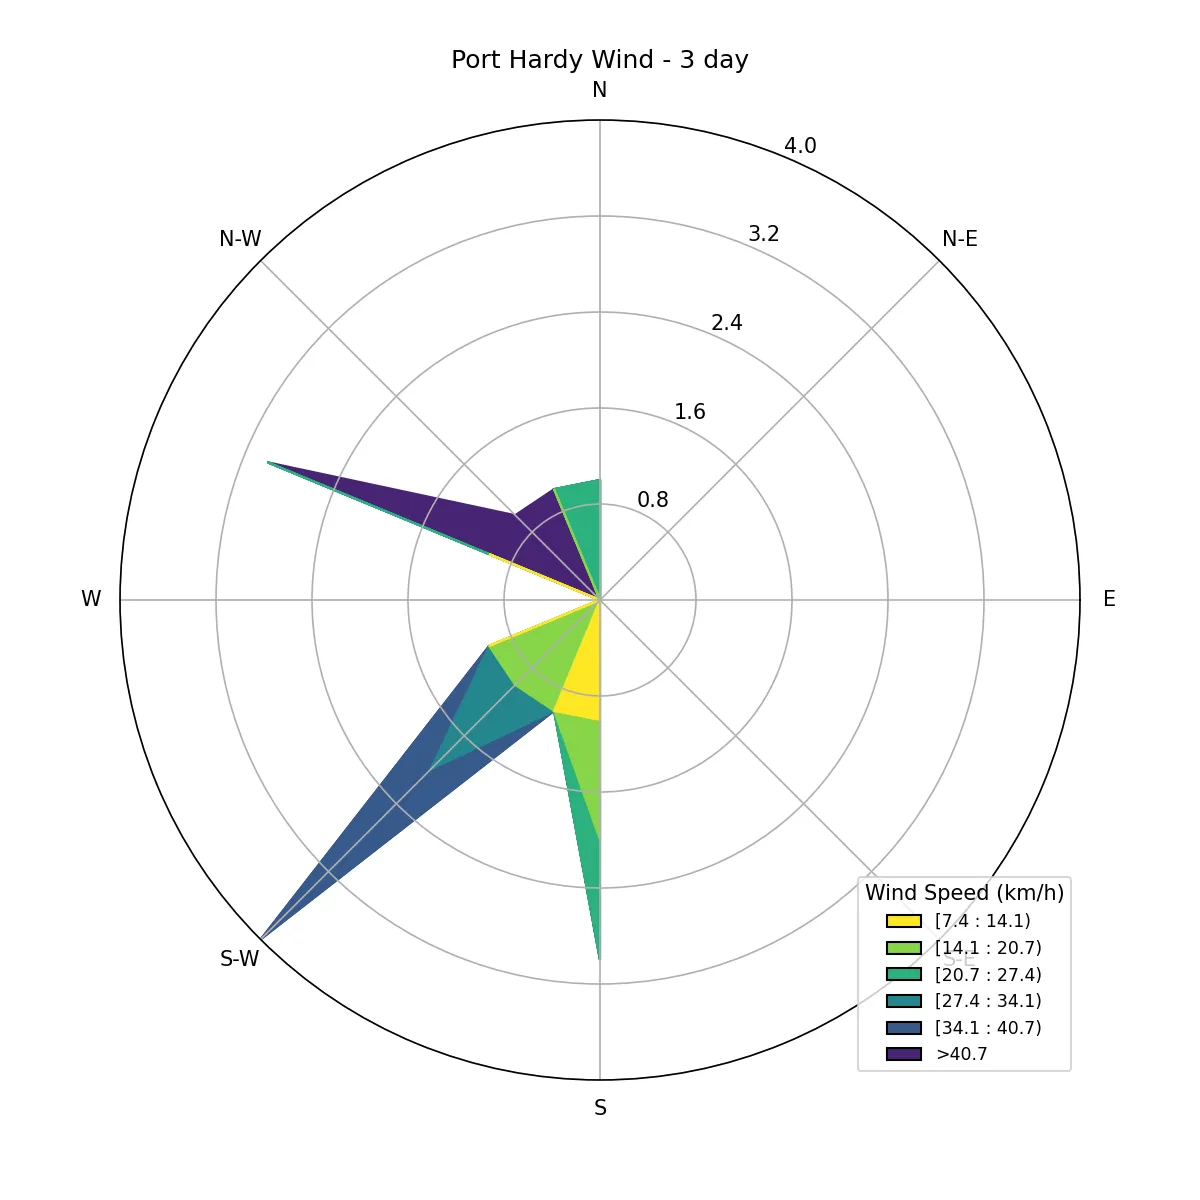 Port Hardy Wind - 3 day
N
4.0
N-W
3.2
N-E
2.4
1.6
0.8
W
E
S-W
S-E
S
Wind Speed (km/h)
[7.4 : 14.1)
[14.1 : 20.7)
[20.7 : 27.4)
[27.4 : 34.1)
[34.1 : 40.7)
>40.7